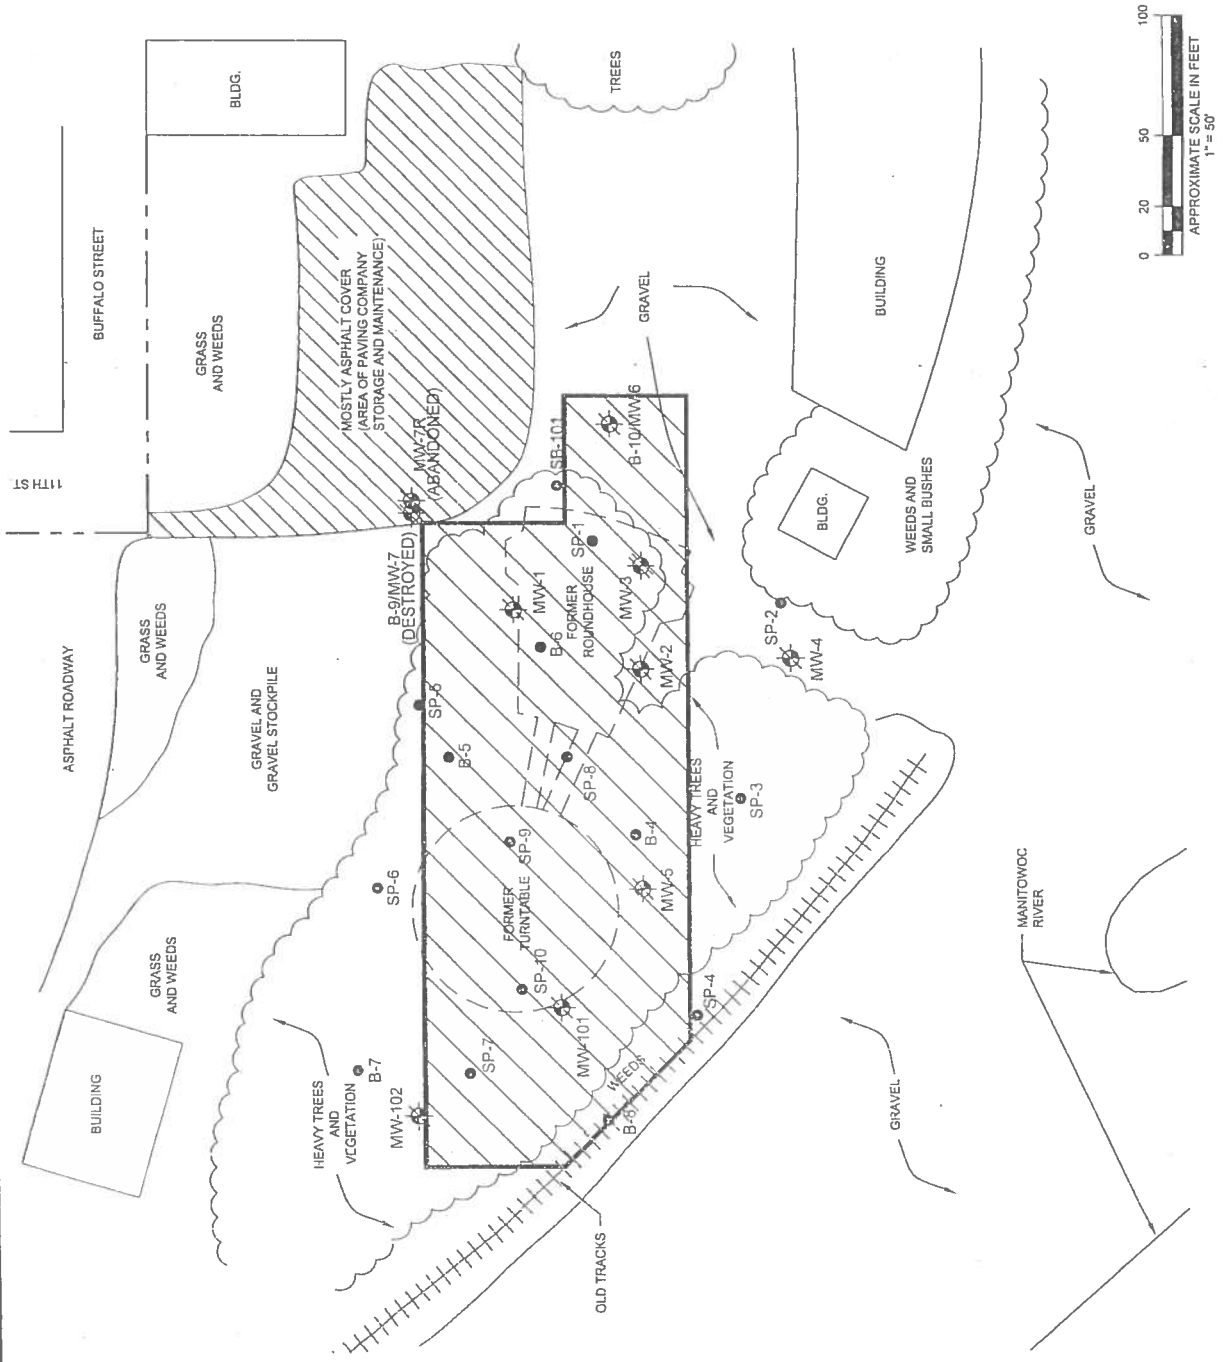 BUILDING
GRASS
AND WEEDS
ASPHALT ROADWAY
GRASS
AND WEEDS
11TH ST.
BUFFALO STREET
GRASS
AND WEEDS
BLDG.
HEAVY TREES
AND
VEGETATION
GRAVEL AND
GRAVEL STOCKPILE
MOSTLY ASPHALT COVER
(AREA OF PAVING COMPANY
STORAGE AND MAINTENANCE)
B-7
MW-102
SP-6
SP-5
B-9/MW-7
(DESTROYED)
MW-7R
(ABANDONED)
SP-7
SP-10
FORMER
TURNTABLE
SP-9
B-5
MW-1
B-6
SP-101
TREES
MW-101
SP-8
FORMER
ROUNDHOUSE
SP-1
GRAVEL
OLD TRACKS
B-8
WEEDS
MW-5
B-4
MW-2
MW-3
B-10/MW-6
SP-4
HEAVY TREES
AND
VEGETATION
SP-3
SP-2
MW-4
BLDG.
BUILDING
GRAVEL
WEEDS AND
SMALL BUSHES
MANITOWOC
RIVER
GRAVEL
0 20 50 100
APPROXIMATE SCALE IN FEET
1" = 50'